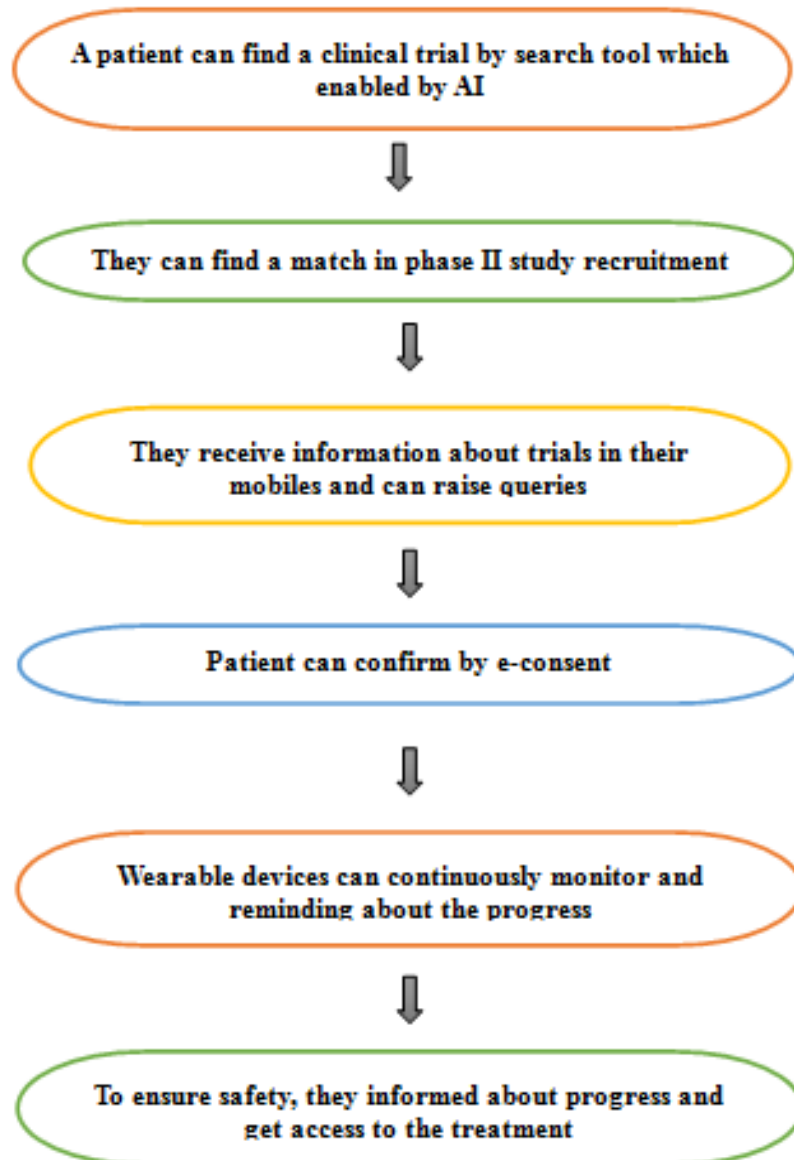 A patient can find a clinical trial by search tool which
enabled by AI
They can find a match in phase II study recruitment
They receive information about trials in their
mobiles and can raise queries
Patient can confirm by e-consent
Wearable devices can continuously monitor and
reminding about the progress
To ensure safety, they informed about progress and
get access to the treatment